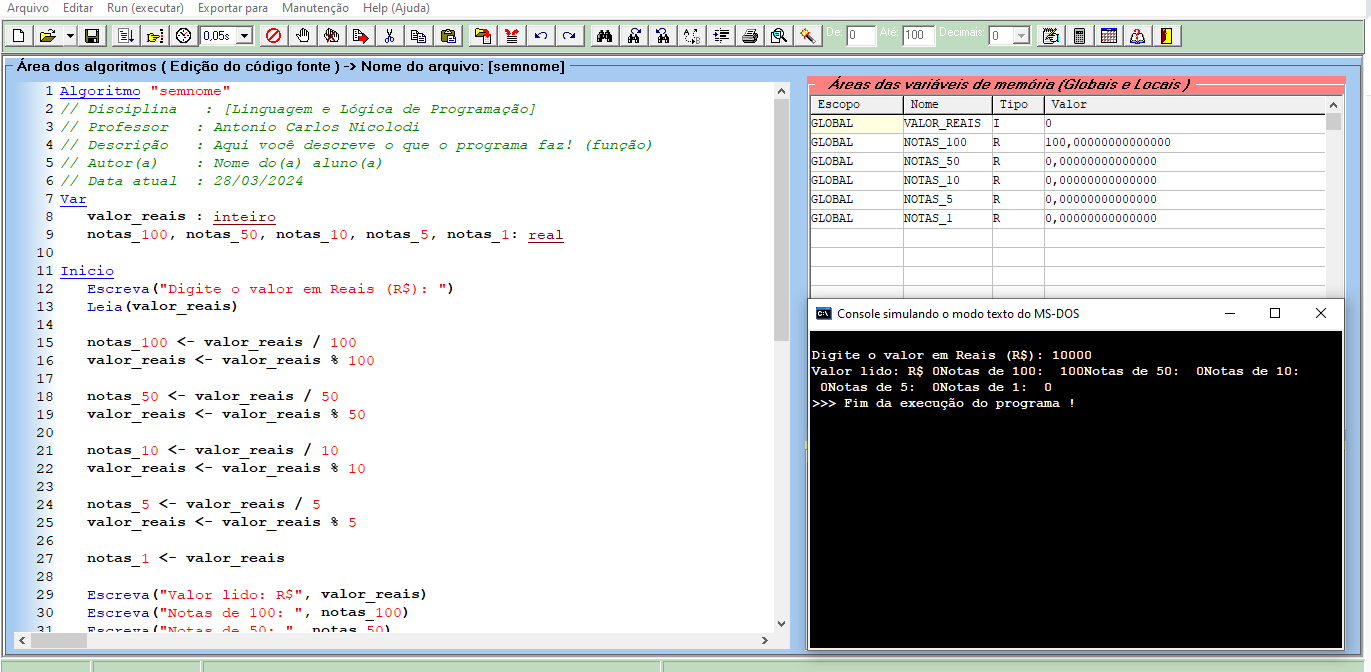 Arquivo Editar Run (executar) Exportar para Manutenção Help (Ajuda)
0,05s De: 0 Até: 100 Decimais: 0
Área dos algoritmos ( Edição do código fonte ) -> Nome do arquivo: [semnome]
1 Algoritmo "semnome"
2 // Disciplina : [Linguagem e Lógica de Programação]
3 // Professor : Antonio Carlos Nicolodi
4 // Descrição : Aqui você descreve o que o programa faz! (função)
5 // Autor(a) : Nome do(a) aluno(a)
6 // Data atual : 28/03/2024
7 Var
8 valor_reais : inteiro
9 notas_100, notas_50, notas_10, notas_5, notas_1: real
10
11 Inicio
12 Escreva("Digite o valor em Reais (R$): ")
13 Leia(valor_reais)
14
15 notas_100 <- valor_reais / 100
16 valor_reais <- valor_reais % 100
17
18 notas_50 <- valor_reais / 50
19 valor_reais <- valor_reais % 50
20
21 notas_10 <- valor_reais / 10
22 valor_reais <- valor_reais % 10
23
24 notas_5 <- valor_reais / 5
25 valor_reais <- valor_reais % 5
26
27 notas_1 <- valor_reais
28
29 Escreva("Valor lido: R$", valor_reais)
30 Escreva("Notas de 100: ", notas_100)
31 Escreva("Notas de 50: ", notas_50)
Áreas das variáveis de memória (Globais e Locais )
Escopo Nome Tipo Valor
GLOBAL VALOR_REAIS I 0
GLOBAL NOTAS_100 R 100,00000000000000
GLOBAL NOTAS_50 R 0,00000000000000
GLOBAL NOTAS_10 R 0,00000000000000
GLOBAL NOTAS_5 R 0,00000000000000
GLOBAL NOTAS_1 R 0,00000000000000
Console simulando o modo texto do MS-DOS
Digite o valor em Reais (R$): 10000
Valor lido: R$ 0Notas de 100: 100Notas de 50: 0Notas de 10:
0Notas de 5: 0Notas de 1: 0
>>> Fim da execução do programa !